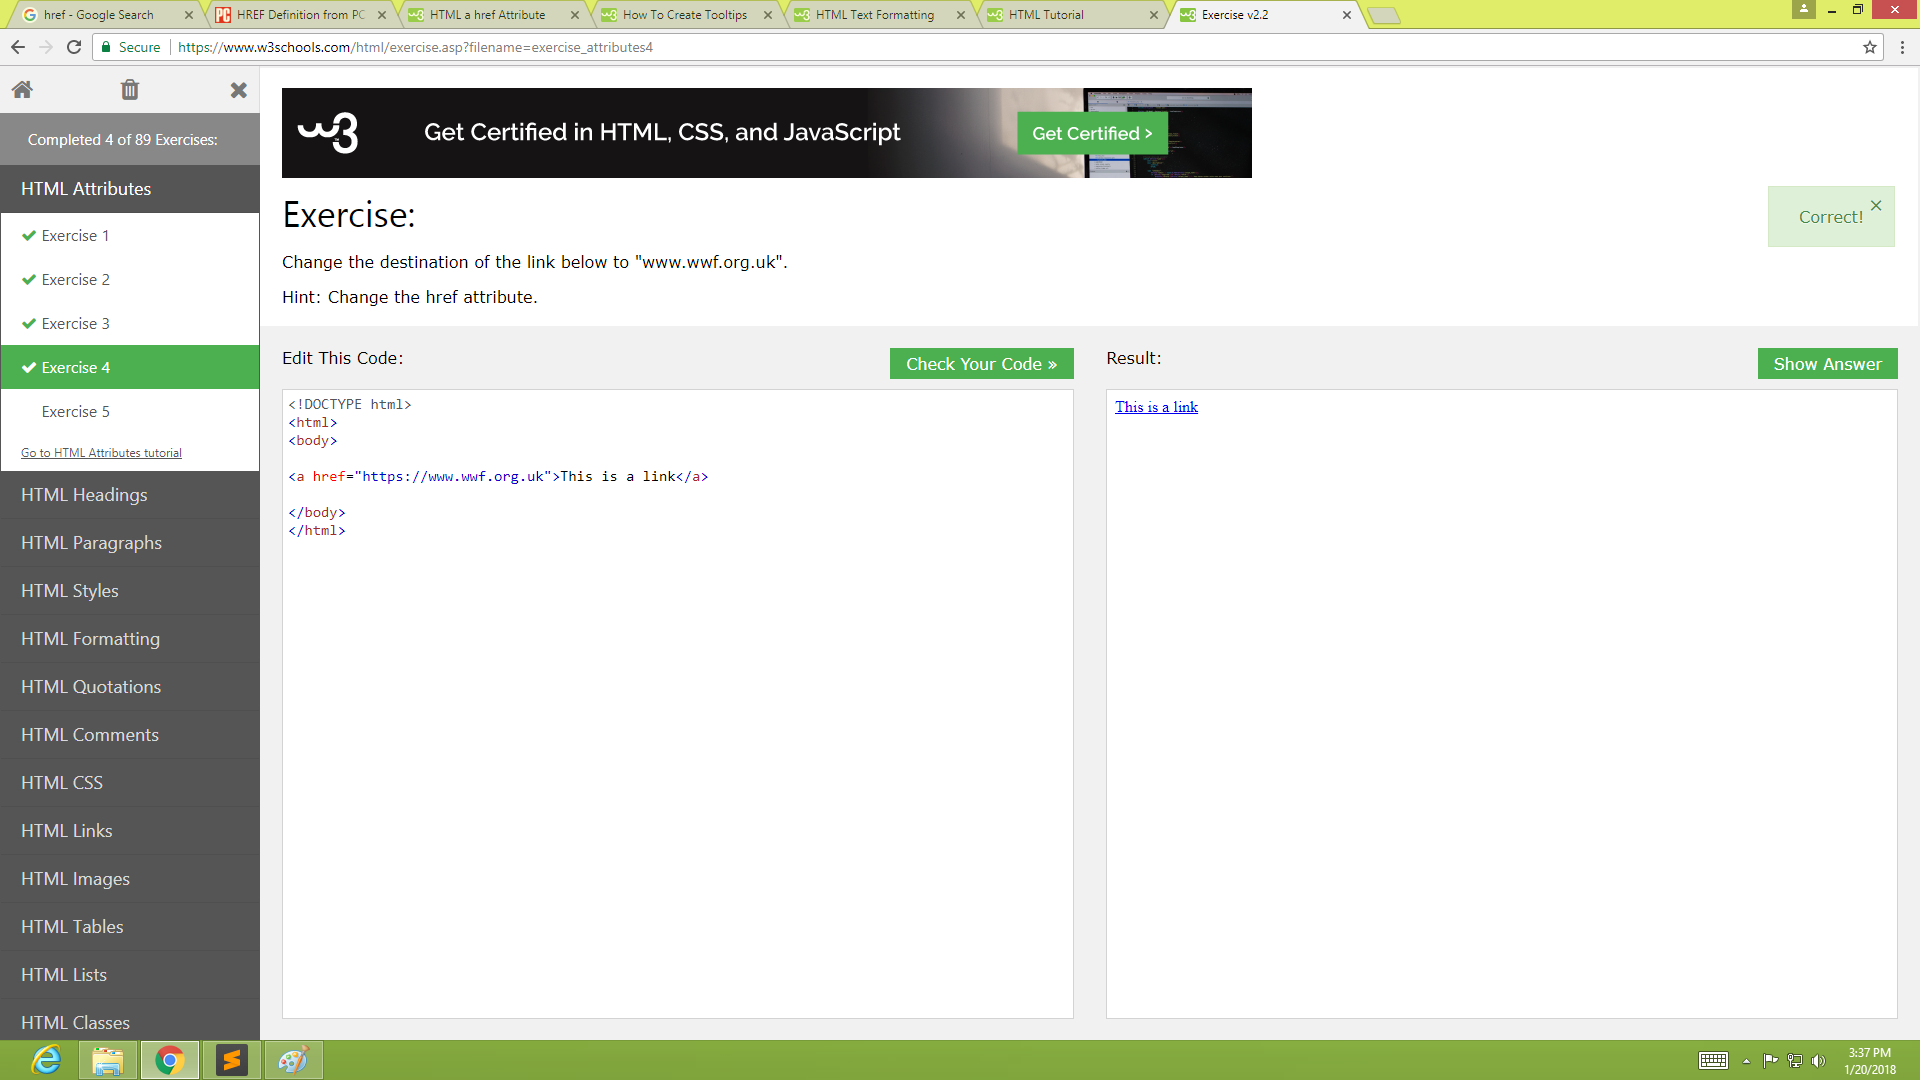 href - Google Search
HREF Definition from PC
HTML a href Attribute
How To Create Tooltips
HTML Text Formatting
HTML Tutorial
Exercise v2.2
Secure
https://www.w3schools.com/html/exercise.asp?filename=exercise_attributes4
Completed 4 of 89 Exercises:
HTML Attributes
Exercise 1
Exercise 2
Exercise 3
Exercise 4
Exercise 5
Go to HTML Attributes tutorial
HTML Headings
HTML Paragraphs
HTML Styles
HTML Formatting
HTML Quotations
HTML Comments
HTML CSS
HTML Links
HTML Images
HTML Tables
HTML Lists
HTML Classes
w3
Get Certified in HTML, CSS, and JavaScript
Get Certified >
Exercise:
Correct! ×
Change the destination of the link below to "www.wwf.org.uk".
Hint: Change the href attribute.
Edit This Code:
Check Your Code »
<!DOCTYPE html>
<html>
<body>
<a href="https://www.wwf.org.uk">This is a link</a>
</body>
</html>
Result:
Show Answer
This is a link
3:37 PM
1/20/2018